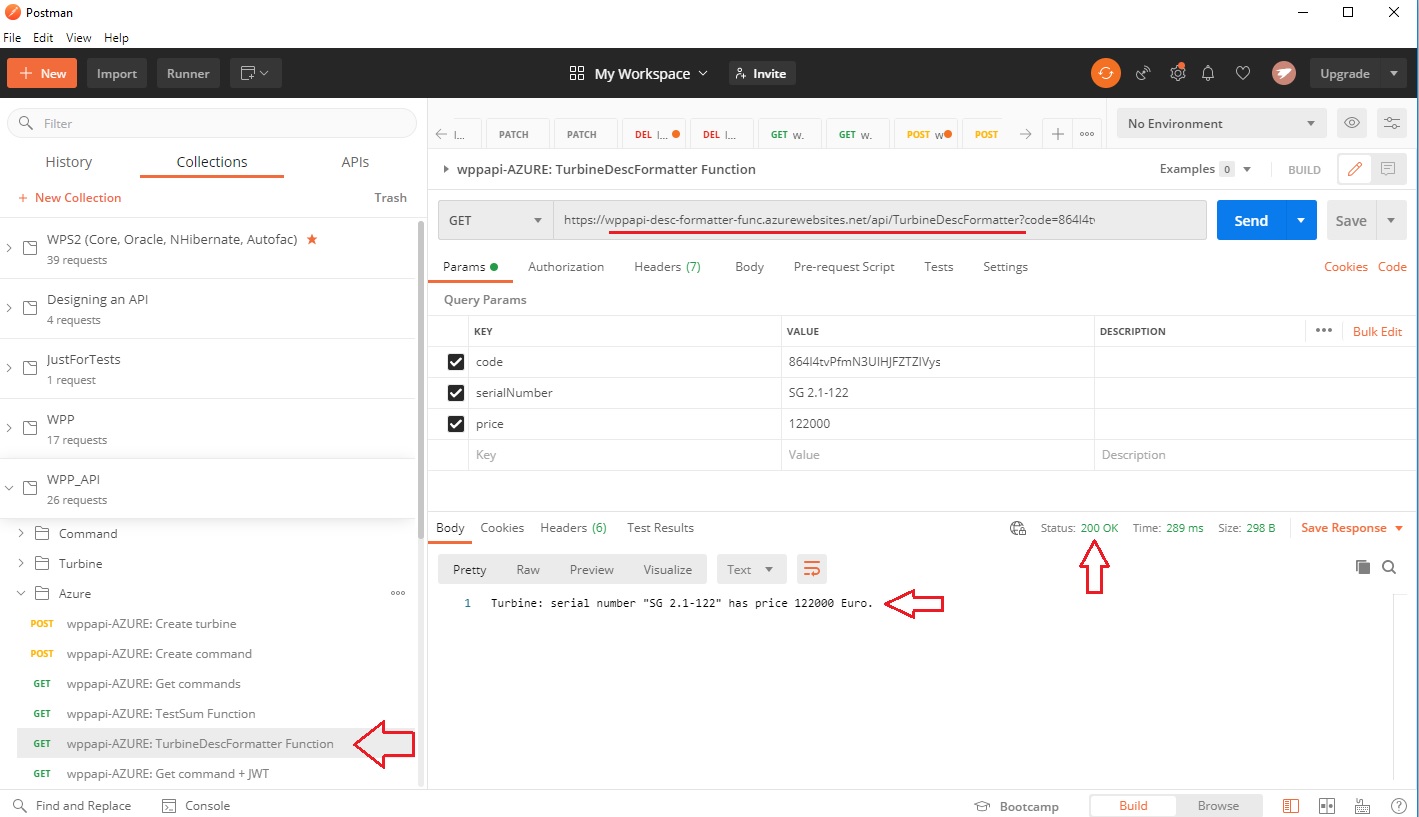 Postman
File Edit View Help
New Import Runner My Workspace Invite Upgrade
Filter
History Collections APIs
+ New Collection Trash
WPS2 (Core, Oracle, NHibernate, Autofac)
39 requests
Designing an API
4 requests
JustForTests
1 request
WPP
17 requests
WPP_API
26 requests
Command
Turbine
Azure
POST wppapi-AZURE: Create turbine
POST wppapi-AZURE: Create command
GET wppapi-AZURE: Get commands
GET wppapi-AZURE: TestSum Function
GET wppapi-AZURE: TurbineDescFormatter Function
GET wppapi-AZURE: Get command + JWT
I... PATCH PATCH DEL I... DEL I... GET w. GET w. POST w POST
No Environment
wppapi-AZURE: TurbineDescFormatter Function
Examples 0 BUILD
GET https://wppapi-desc-formatter-func.azurewebsites.net/api/TurbineDescFormatter?code=864I4tv Send Save
Params Authorization Headers (7) Body Pre-request Script Tests Settings Cookies Code
Query Params
KEY VALUE DESCRIPTION Bulk Edit
code 864I4tvPfmN3UIHJFZTZIVys
serialNumber SG 2.1-122
price 122000
Key Value Description
Body Cookies Headers (6) Test Results Status: 200 OK Time: 289 ms Size: 298 B Save Response
Pretty Raw Preview Visualize Text
1 Turbine: serial number "SG 2.1-122" has price 122000 Euro.
Find and Replace Console Bootcamp Build Browse